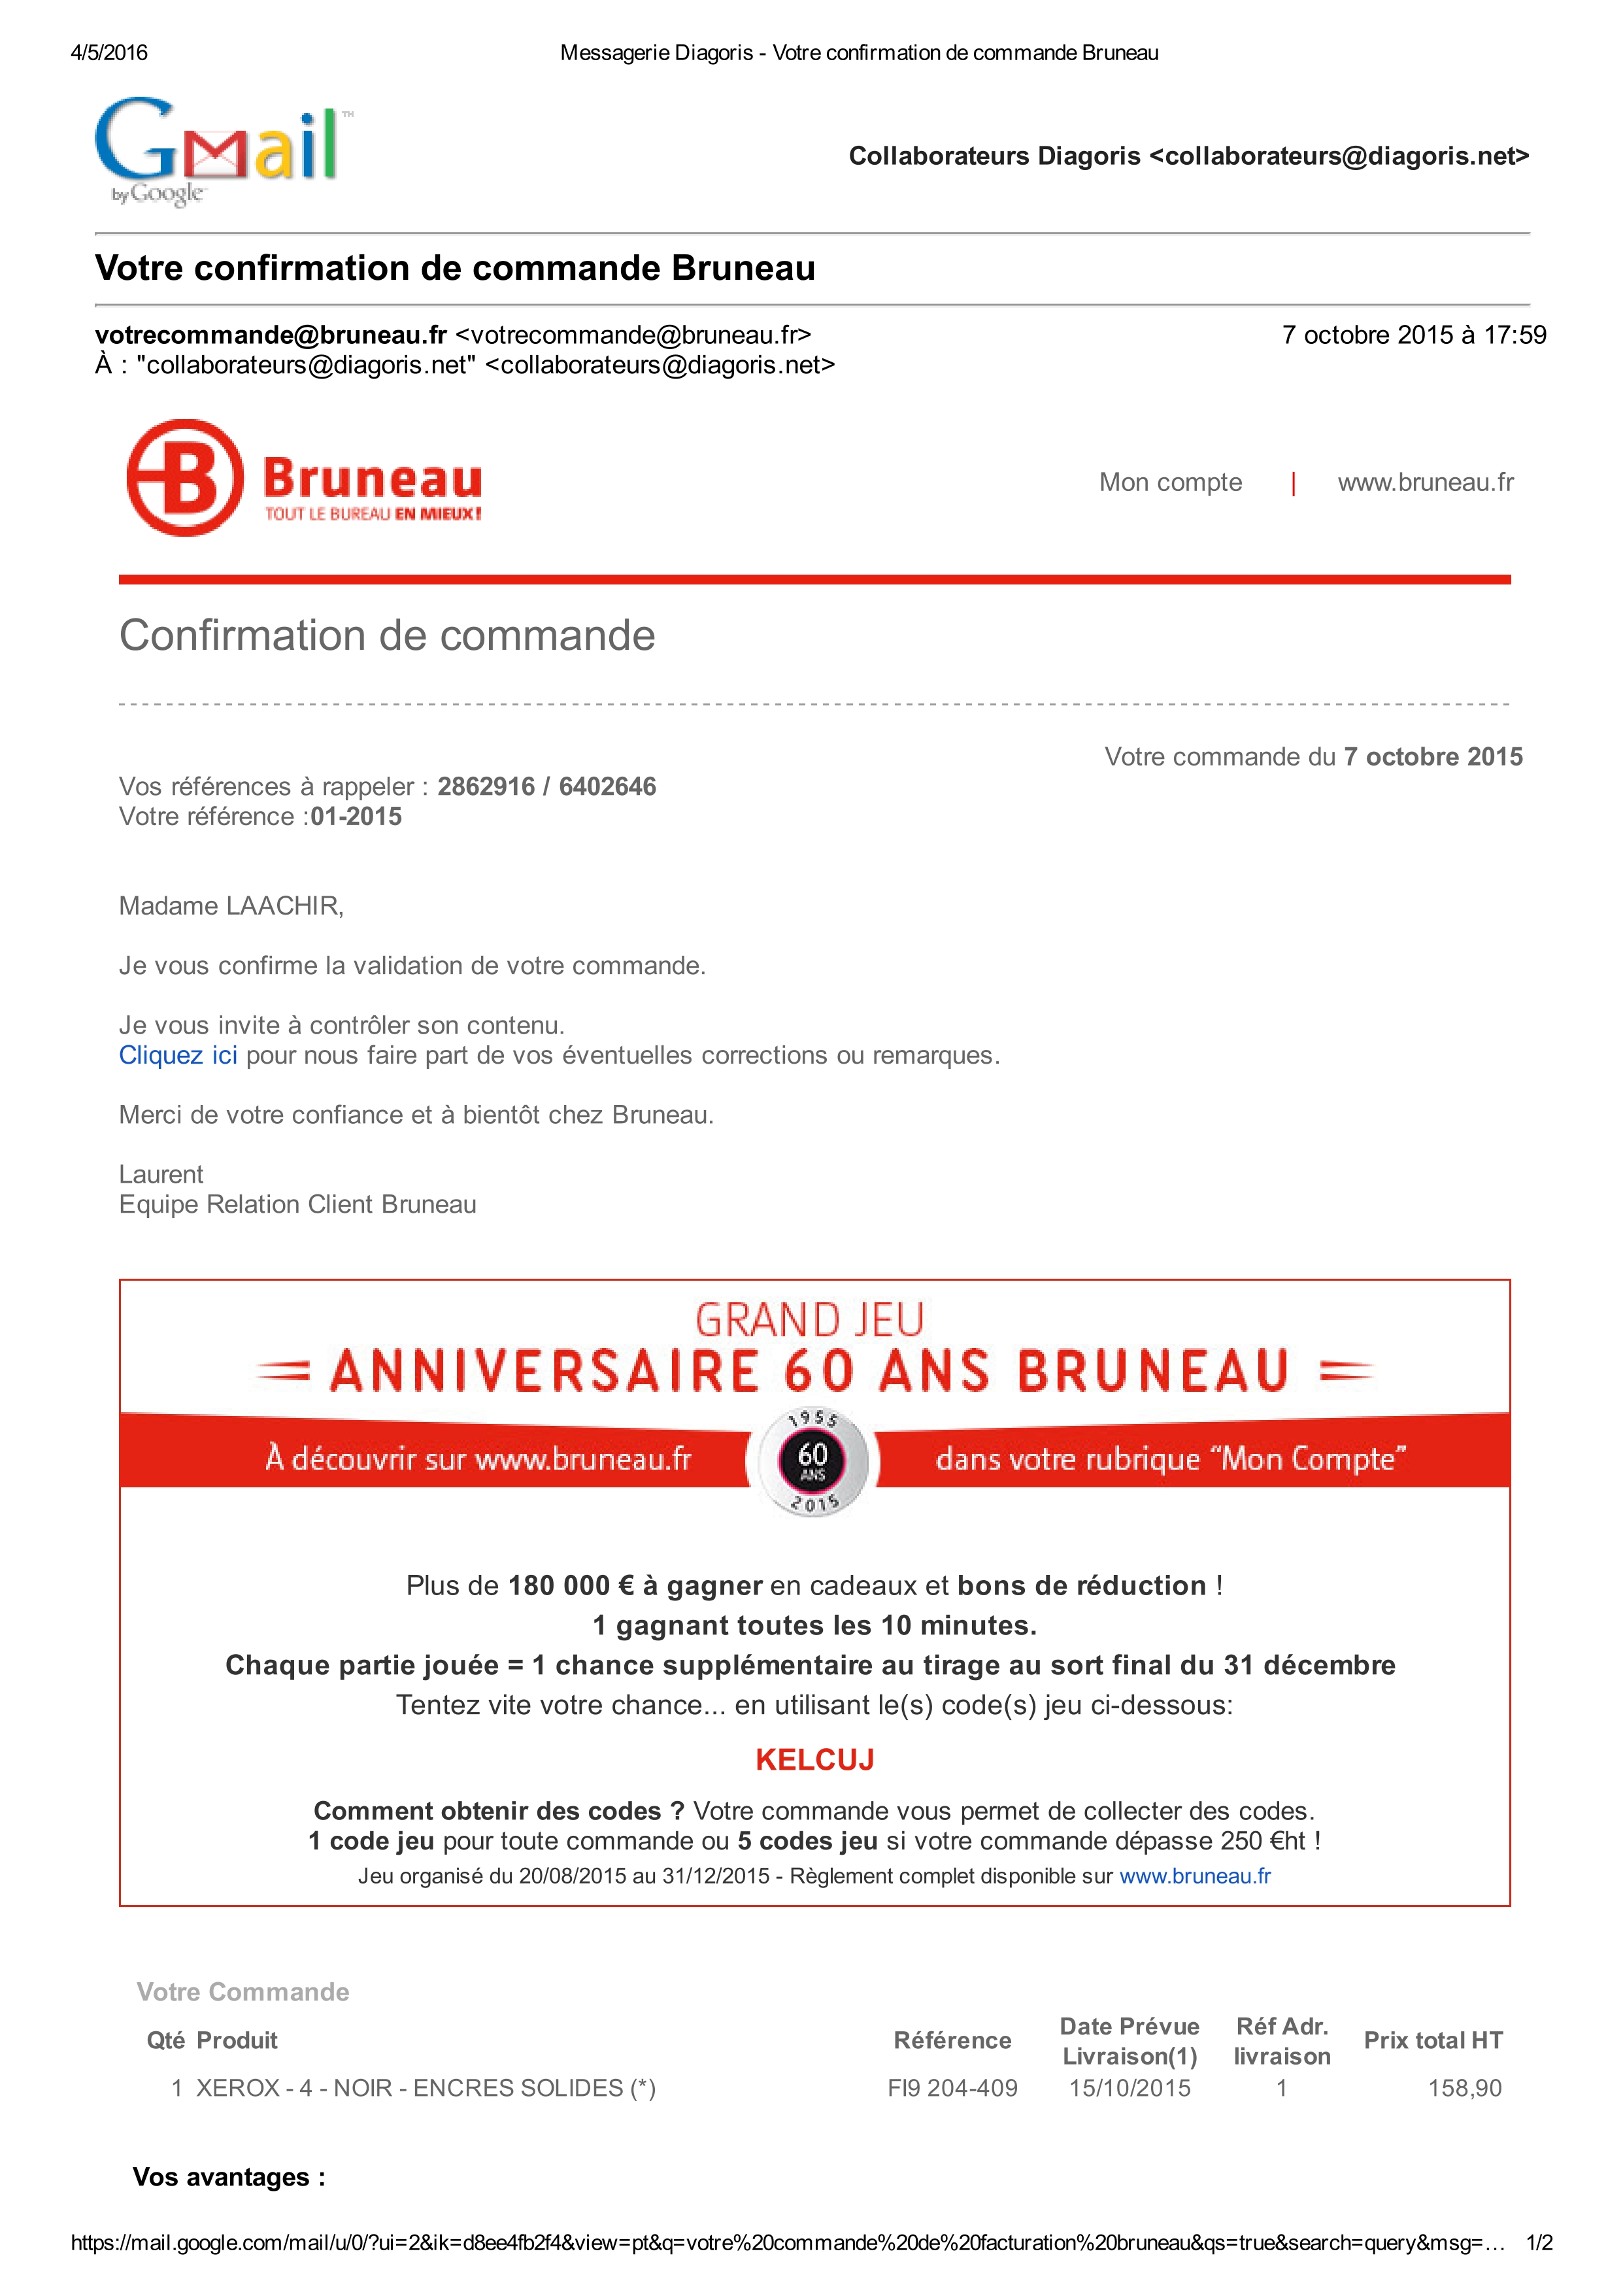 4/5/2016
Messagerie Diagoris - Votre confirmation de commande Bruneau
Gmail TM
by Google
Collaborateurs Diagoris <collaborateurs@diagoris.net>
Votre confirmation de commande Bruneau
votrecommande@bruneau.fr <votrecommande@bruneau.fr>
7 octobre 2015 à 17:59
À : "collaborateurs@diagoris.net" <collaborateurs@diagoris.net>
B Bruneau
TOUT LE BUREAU EN MIEUX!
Mon compte | www.bruneau.fr
Confirmation de commande
Votre commande du 7 octobre 2015
Vos références à rappeler : 2862916 / 6402646
Votre référence :01-2015
Madame LAACHIR,
Je vous confirme la validation de votre commande.
Je vous invite à contrôler son contenu.
Cliquez ici pour nous faire part de vos éventuelles corrections ou remarques.
Merci de votre confiance et à bientôt chez Bruneau.
Laurent
Equipe Relation Client Bruneau
GRAND JEU
ANNIVERSAIRE 60 ANS BRUNEAU
À découvrir sur www.bruneau.fr
1955
60
ANS
2015
dans votre rubrique “Mon Compte”
Plus de 180 000 € à gagner en cadeaux et bons de réduction !
1 gagnant toutes les 10 minutes.
Chaque partie jouée = 1 chance supplémentaire au tirage au sort final du 31 décembre
Tentez vite votre chance... en utilisant le(s) code(s) jeu ci-dessous:
KELCUJ
Comment obtenir des codes ? Votre commande vous permet de collecter des codes.
1 code jeu pour toute commande ou 5 codes jeu si votre commande dépasse 250 €ht !
Jeu organisé du 20/08/2015 au 31/12/2015 - Règlement complet disponible sur www.bruneau.fr
Votre Commande
Qté Produit Référence Date Prévue Livraison(1) Réf Adr. livraison Prix total HT
1 XEROX - 4 - NOIR - ENCRES SOLIDES (*) FI9 204-409 15/10/2015 1 158,90
Vos avantages :
https://mail.google.com/mail/u/0/?ui=2&ik=d8ee4fb2f4&view=pt&q=votre%20commande%20de%20facturation%20bruneau&qs=true&search=query&msg=… 1/2